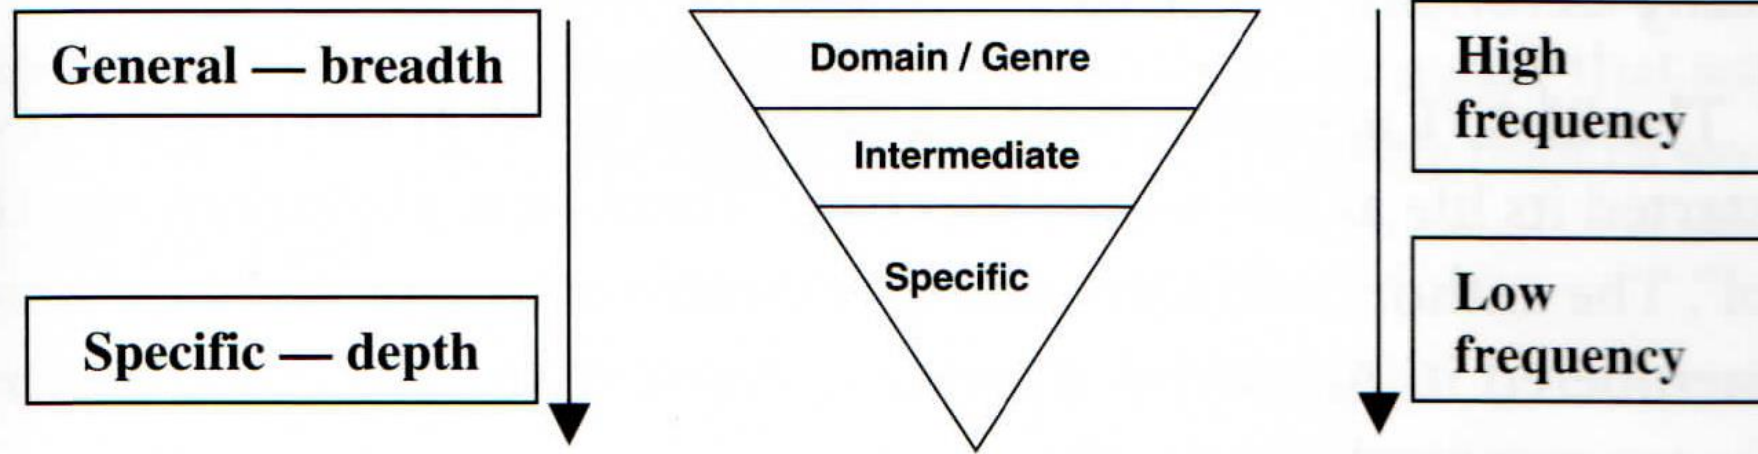 General — breadth
Specific — depth
Domain / Genre
Intermediate
Specific
High
frequency
Low
frequency